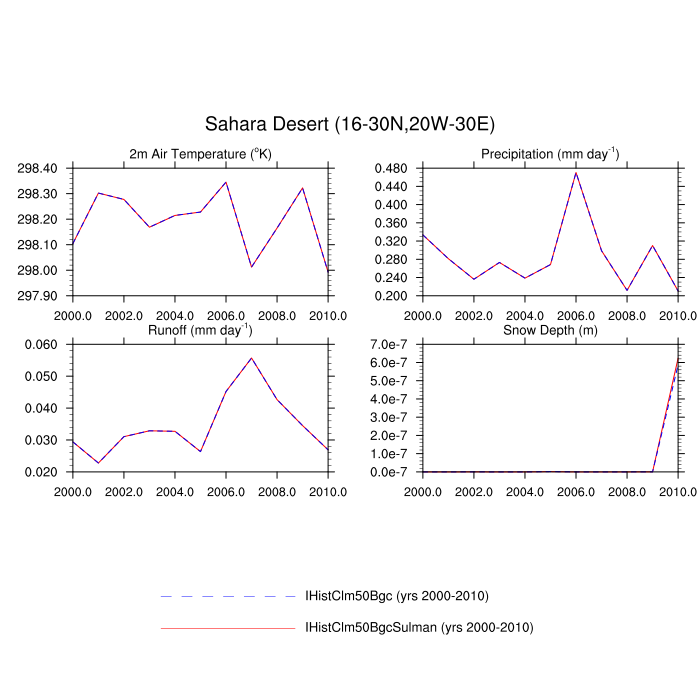 Sahara Desert (16-30N,20W-30E)
2m Air Temperature (°K)
298.40
298.30
298.20
298.10
298.00
297.90
2000.0 2002.0 2004.0 2006.0 2008.0 2010.0
Precipitation (mm day⁻¹)
0.480
0.440
0.400
0.360
0.320
0.280
0.240
0.200
2000.0 2002.0 2004.0 2006.0 2008.0 2010.0
Runoff (mm day⁻¹)
0.060
0.050
0.040
0.030
0.020
2000.0 2002.0 2004.0 2006.0 2008.0 2010.0
Snow Depth (m)
7.0e-7
6.0e-7
5.0e-7
4.0e-7
3.0e-7
2.0e-7
1.0e-7
0.0e-7
2000.0 2002.0 2004.0 2006.0 2008.0 2010.0
IHistClm50Bgc (yrs 2000-2010)
IHistClm50BgcSulman (yrs 2000-2010)